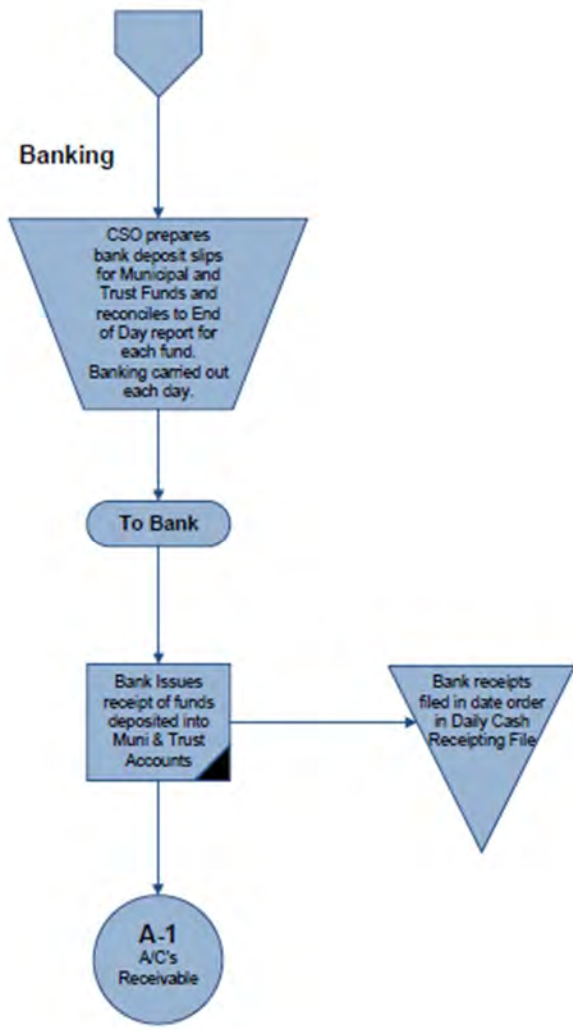 Banking
CSO prepares
bank deposit slips
for Municipal and
Trust Funds and
reconciles to End
of Day report for
each fund.
Banking carried out
each day.
To Bank
Bank Issues
receipt of funds
deposited into
Muni & Trust
Accounts
Bank receipts
filed in date order
in Daily Cash
Receipting File
A-1
A/C's
Receivable